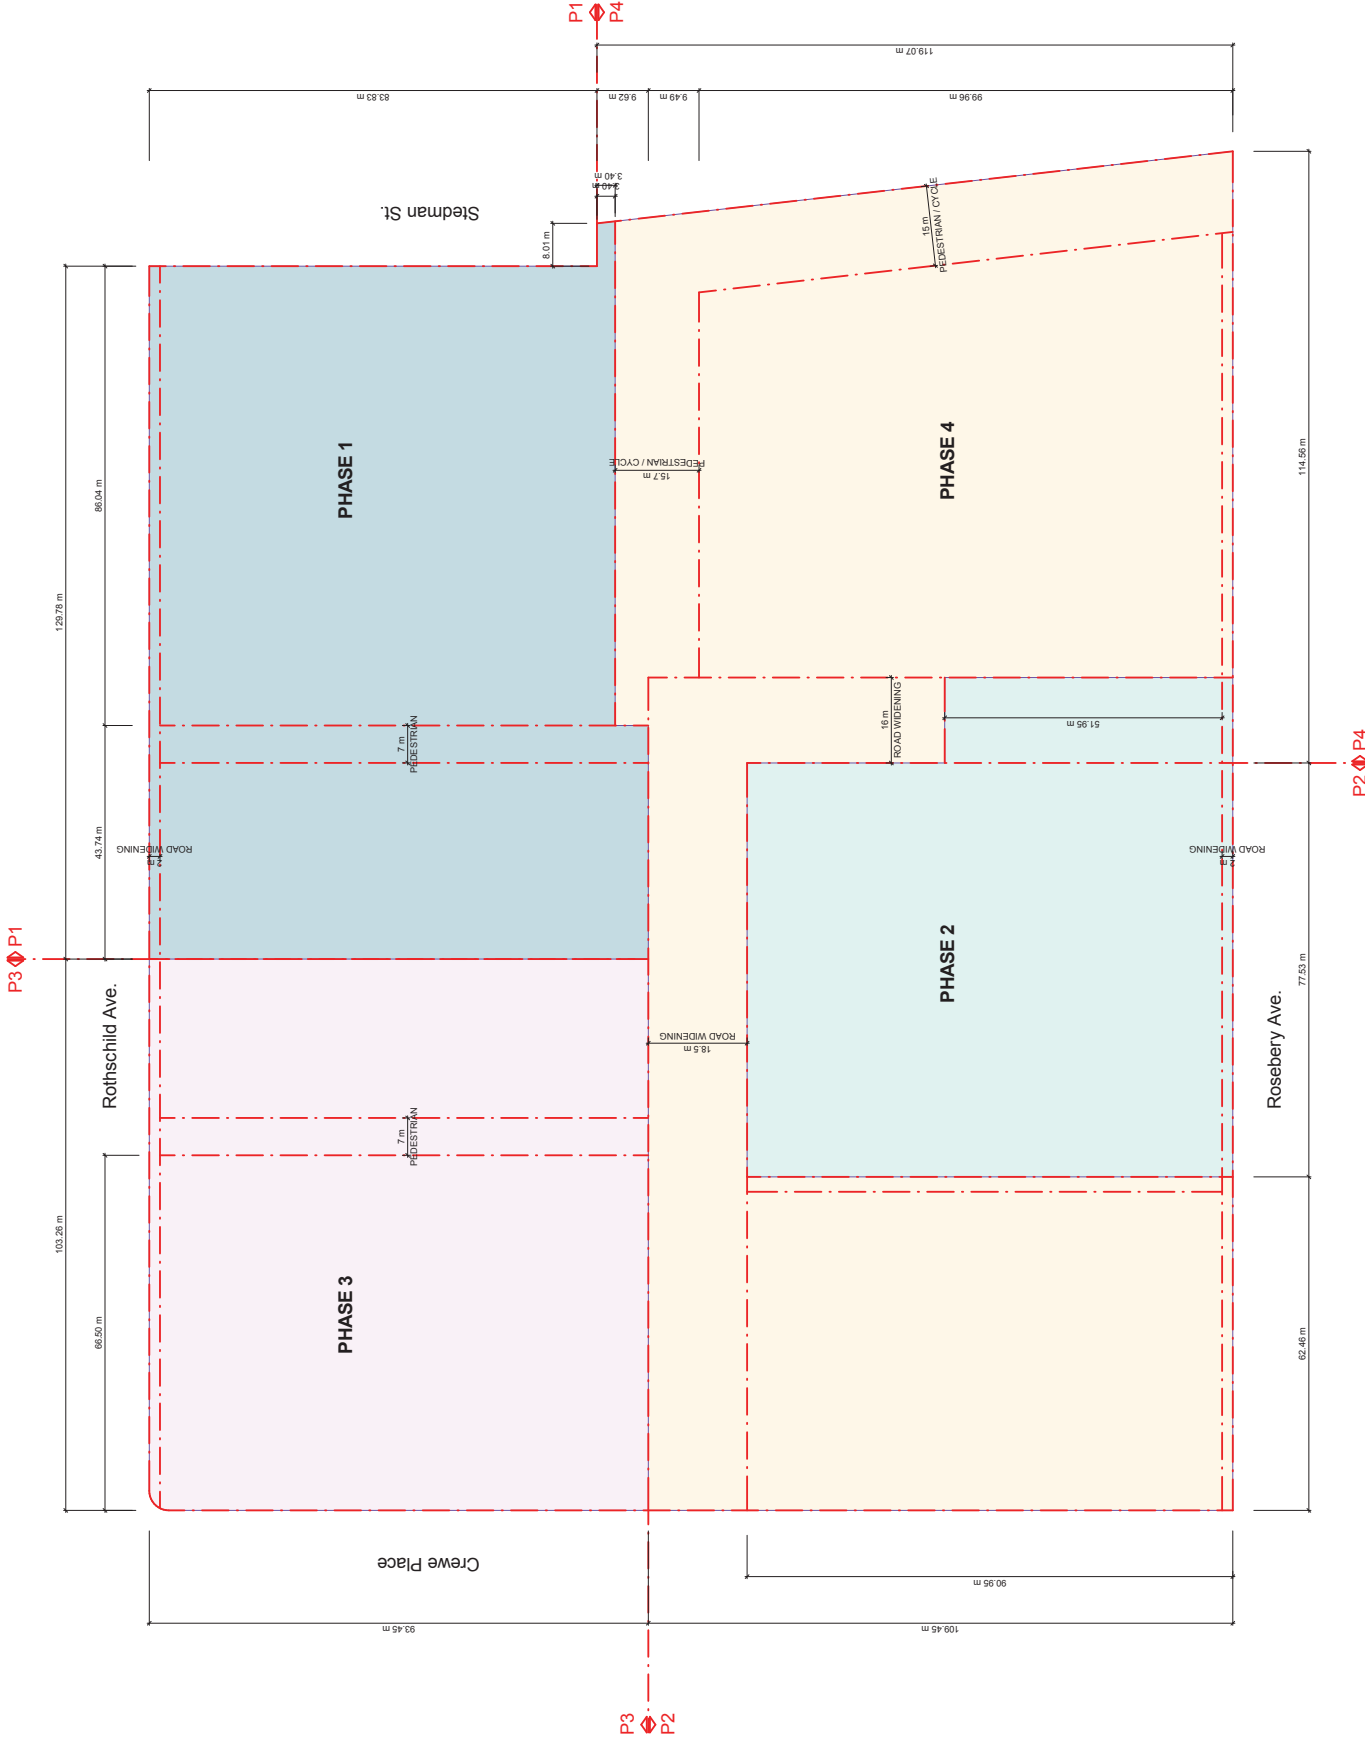 P1 P4
119.07 m
83.83 m
9.62 m
9.49 m
99.96 m
3.40 m
3.40 m
Stedman St.
8.01 m
15 m
PEDESTRIAN / CYCLE
129.78 m
86.04 m
PHASE 1
PEDESTRIAN / CYCLE
15.7 m
PHASE 4
114.56 m
16 m
ROAD WIDENING
51.95 m
7 m
PEDESTRIAN
P2 P4
43.74 m
ROAD WIDENING
2 m
ROAD WIDENING
2 m
P3 P1
PHASE 2
77.53 m
Rothschild Ave.
ROAD WIDENING
18.5 m
Rosebery Ave.
7 m
PEDESTRIAN
103.26 m
66.50 m
PHASE 3
62.46 m
Crewe Place
90.95 m
93.45 m
109.45 m
P3 P2